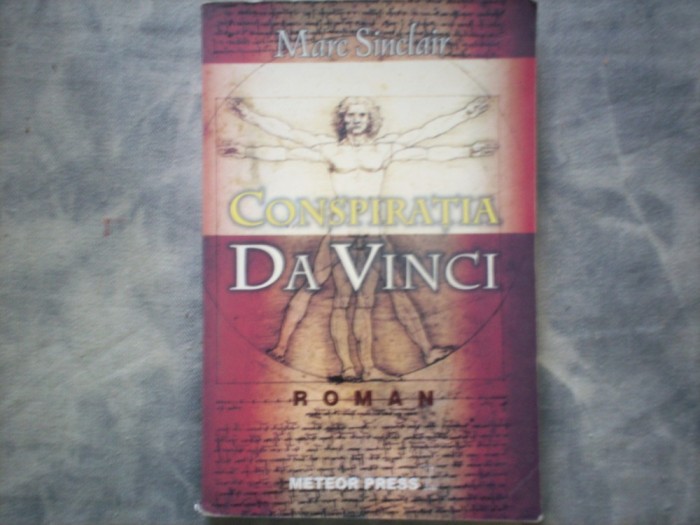 Marc Sinclair
CONSPIRAȚIA
DA VINCI
ROMAN
METEOR PRESS